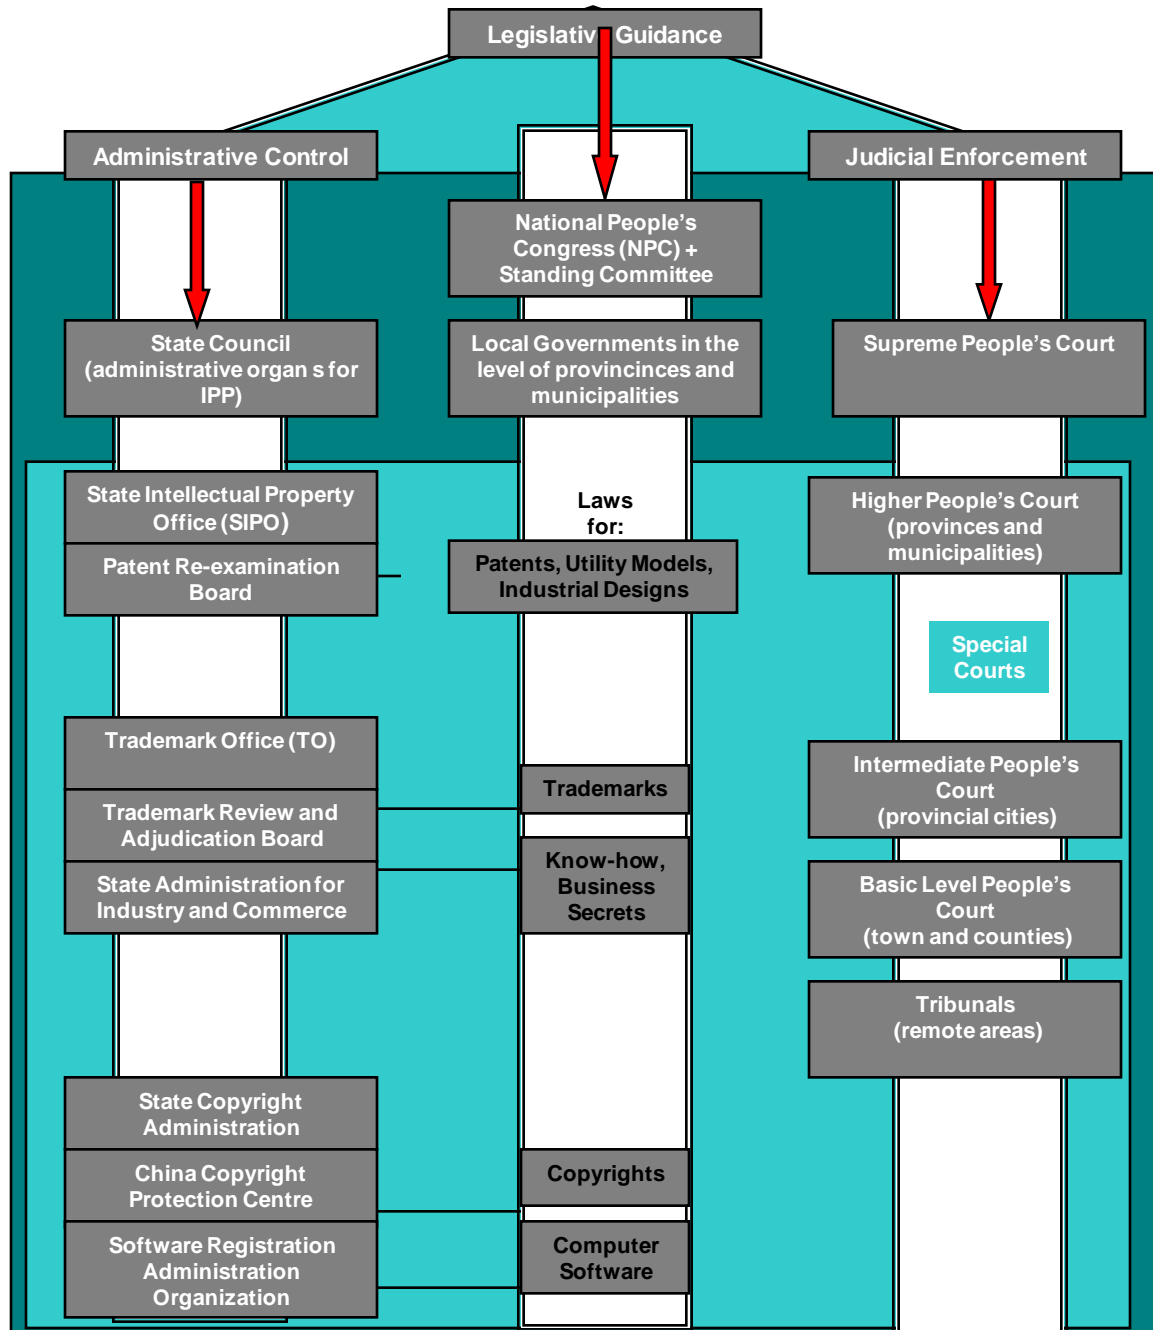 Legislative Guidance
Administrative Control
Judicial Enforcement
National People’s
Congress (NPC) +
Standing Committee
State Council
(administrative organ s for
IPP)
Local Governments in the
level of provincinces and
municipalities
Supreme People’s Court
State Intellectual Property
Office (SIPO)
Patent Re-examination
Board
Laws
for:
Patents, Utility Models,
Industrial Designs
Higher People’s Court
(provinces and
municipalities)
Special
Courts
Trademark Office (TO)
Trademark Review and
Adjudication Board
State Administration for
Industry and Commerce
Trademarks
Know-how,
Business
Secrets
Intermediate People’s
Court
(provincial cities)
Basic Level People’s
Court
(town and counties)
Tribunals
(remote areas)
State Copyright
Administration
China Copyright
Protection Centre
Software Registration
Administration
Organization
Copyrights
Computer
Software